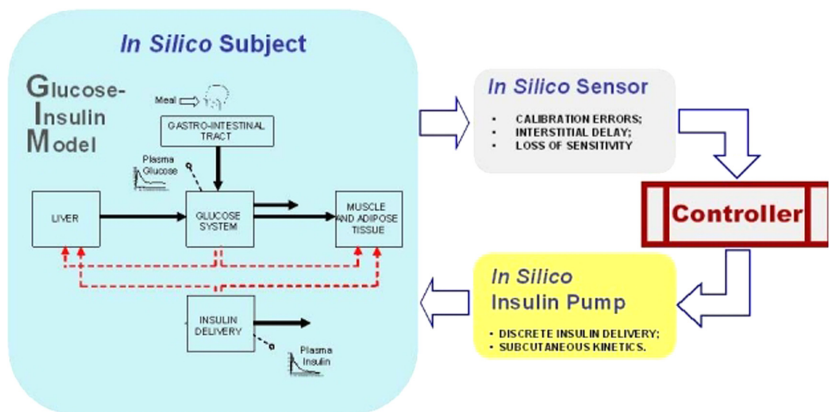 In Silico Subject
Glucose-
Insulin
Model
Meal
GASTRO-INTESTINAL
TRACT
Plasma
Glucose
LIVER
GLUCOSE
SYSTEM
MUSCLE
AND ADIPOSE
TISSUE
INSULIN
DELIVERY
Plasma
Insulin
In Silico Sensor
• CALIBRATION ERRORS;
• INTERSTITIAL DELAY;
• LOSS OF SENSITIVITY
Controller
In Silico
Insulin Pump
• DISCRETE INSULIN DELIVERY;
• SUBCUTANEOUS KINETICS.